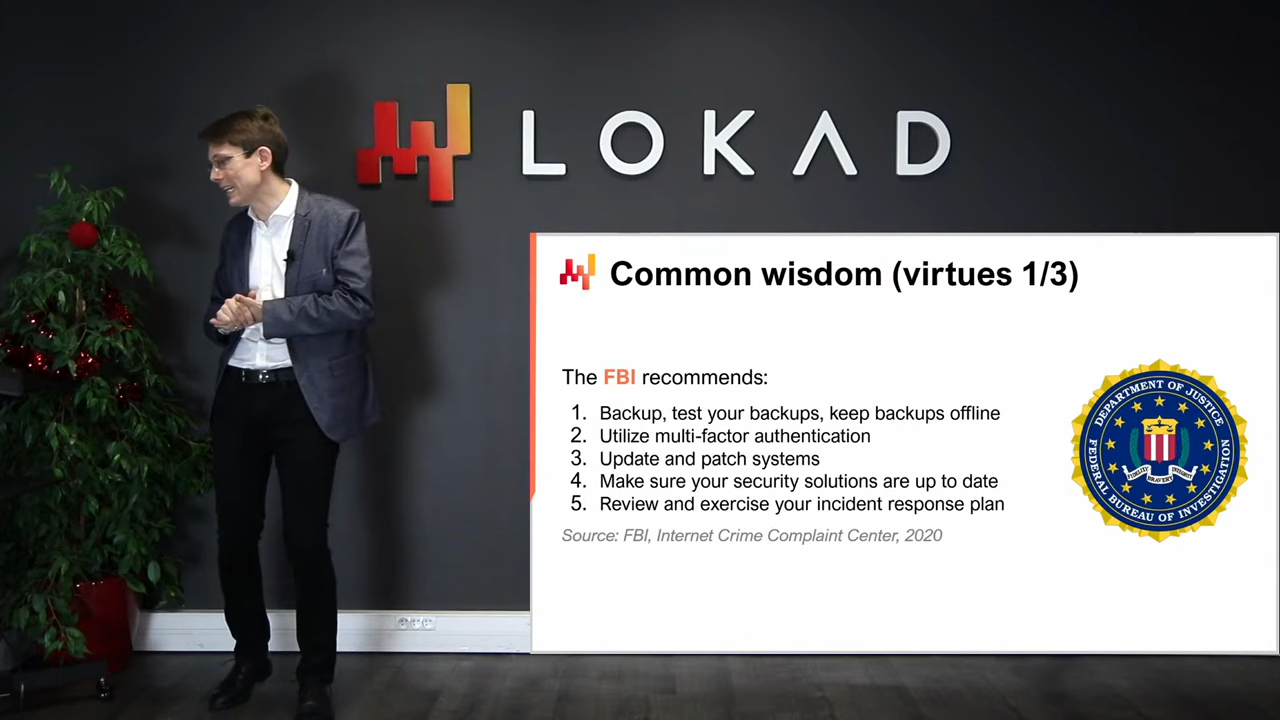 LOKAD
Common wisdom (virtues 1/3)
The FBI recommends:
1. Backup, test your backups, keep backups offline
2. Utilize multi-factor authentication
3. Update and patch systems
4. Make sure your security solutions are up to date
5. Review and exercise your incident response plan
Source: FBI, Internet Crime Complaint Center, 2020
DEPARTMENT OF JUSTICE
FEDERAL BUREAU OF INVESTIGATION
FIDELITY BRAVERY INTEGRITY